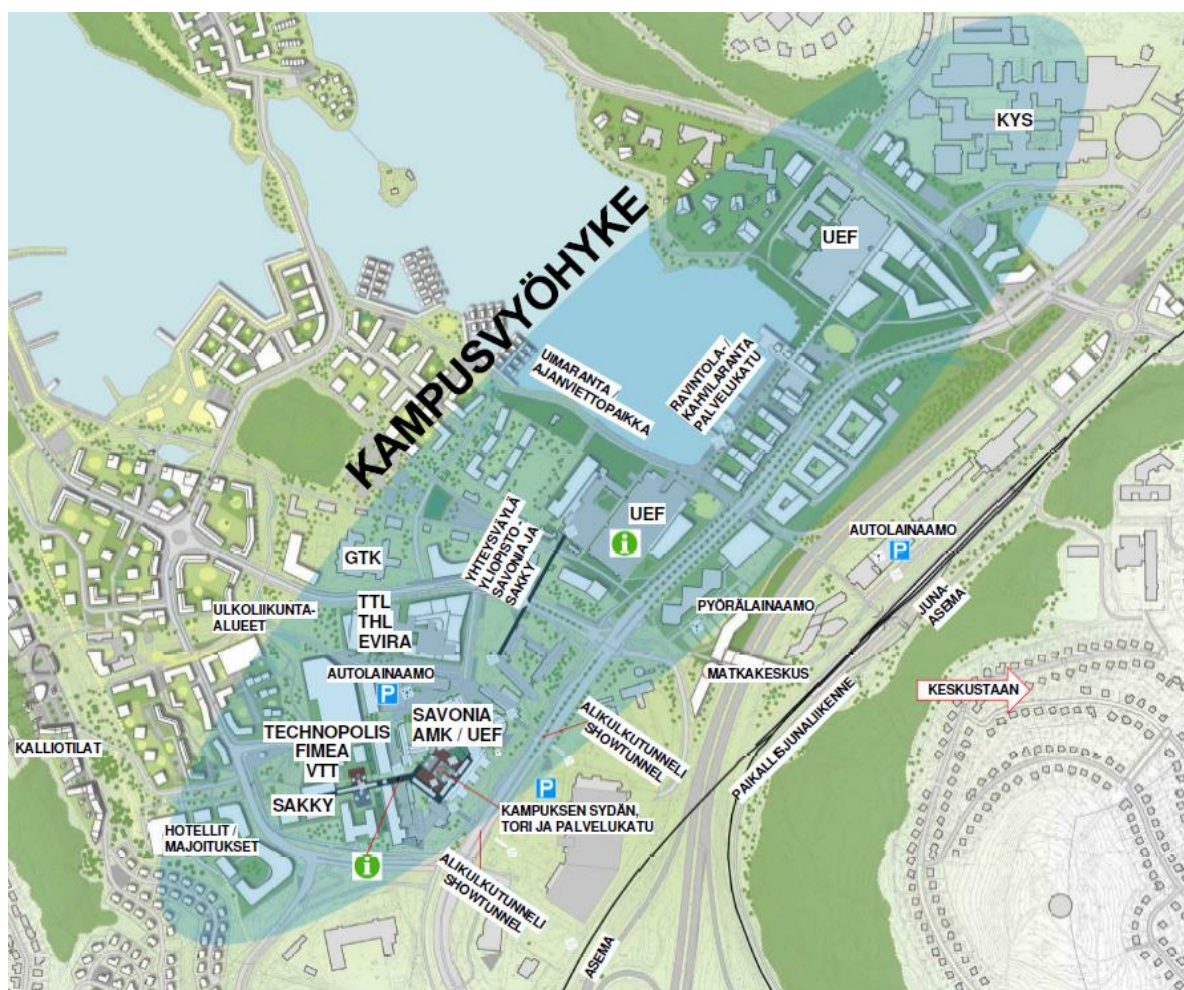 KYS
KAMPUSVYÖHYKE
UEF
UIMARANTA /
AJANVIETTOPAIKKA
RAVINTOLA- /
KAHVILARANTA
PALVELUKATU
YHTEYSVÄYLÄ
YLIOPISTO -
SAVONIA JA
SAKKY
UEF
i
AUTOLAINAAMO
P
GTK
TTL
THL
EVIRA
ULKOLIIKUNTA-
ALUEET
PYÖRÄLAINAAMO
JUNA-
ASEMA
MATKAKESKUS
KESKUSTAAN
AUTOLAINAAMO
P
SAVONIA
AMK / UEF
TECHNOPOLIS
FIMEA
VTT
KALLIOTILAT
ALIKULKUTUNNELI
SHOWTUNNEL
PAIKALLISJUNALIIKENNE
P
SAKKY
KAMPUKSEN SYDÄN,
TORI JA PALVELUKATU
HOTELLIT /
MAJOITUKSET
i
ALIKULKUTUNNELI
SHOWTUNNEL
ASEMA